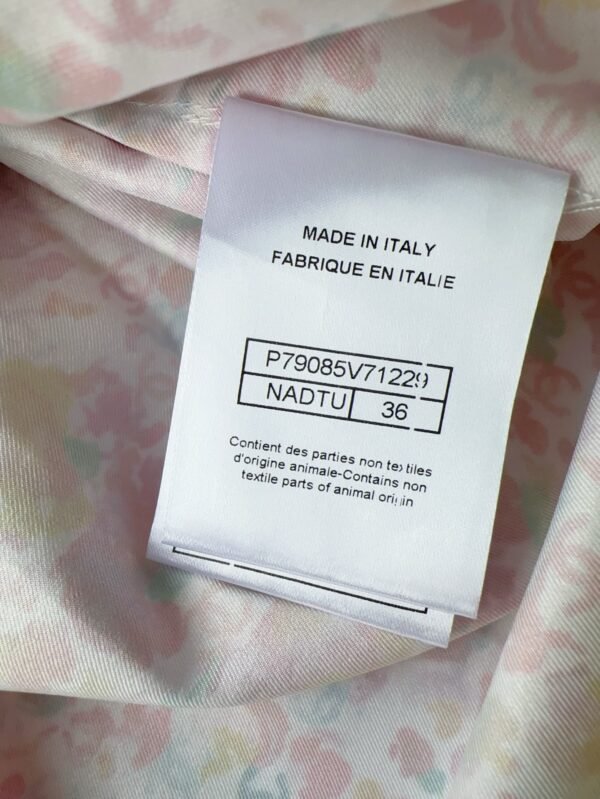 MADE IN ITALY
FABRIQUE EN ITALIE
P79085V71229
NADTU 36
Contient des parties non textiles
d'origine animale-Contains non
textile parts of animal origin